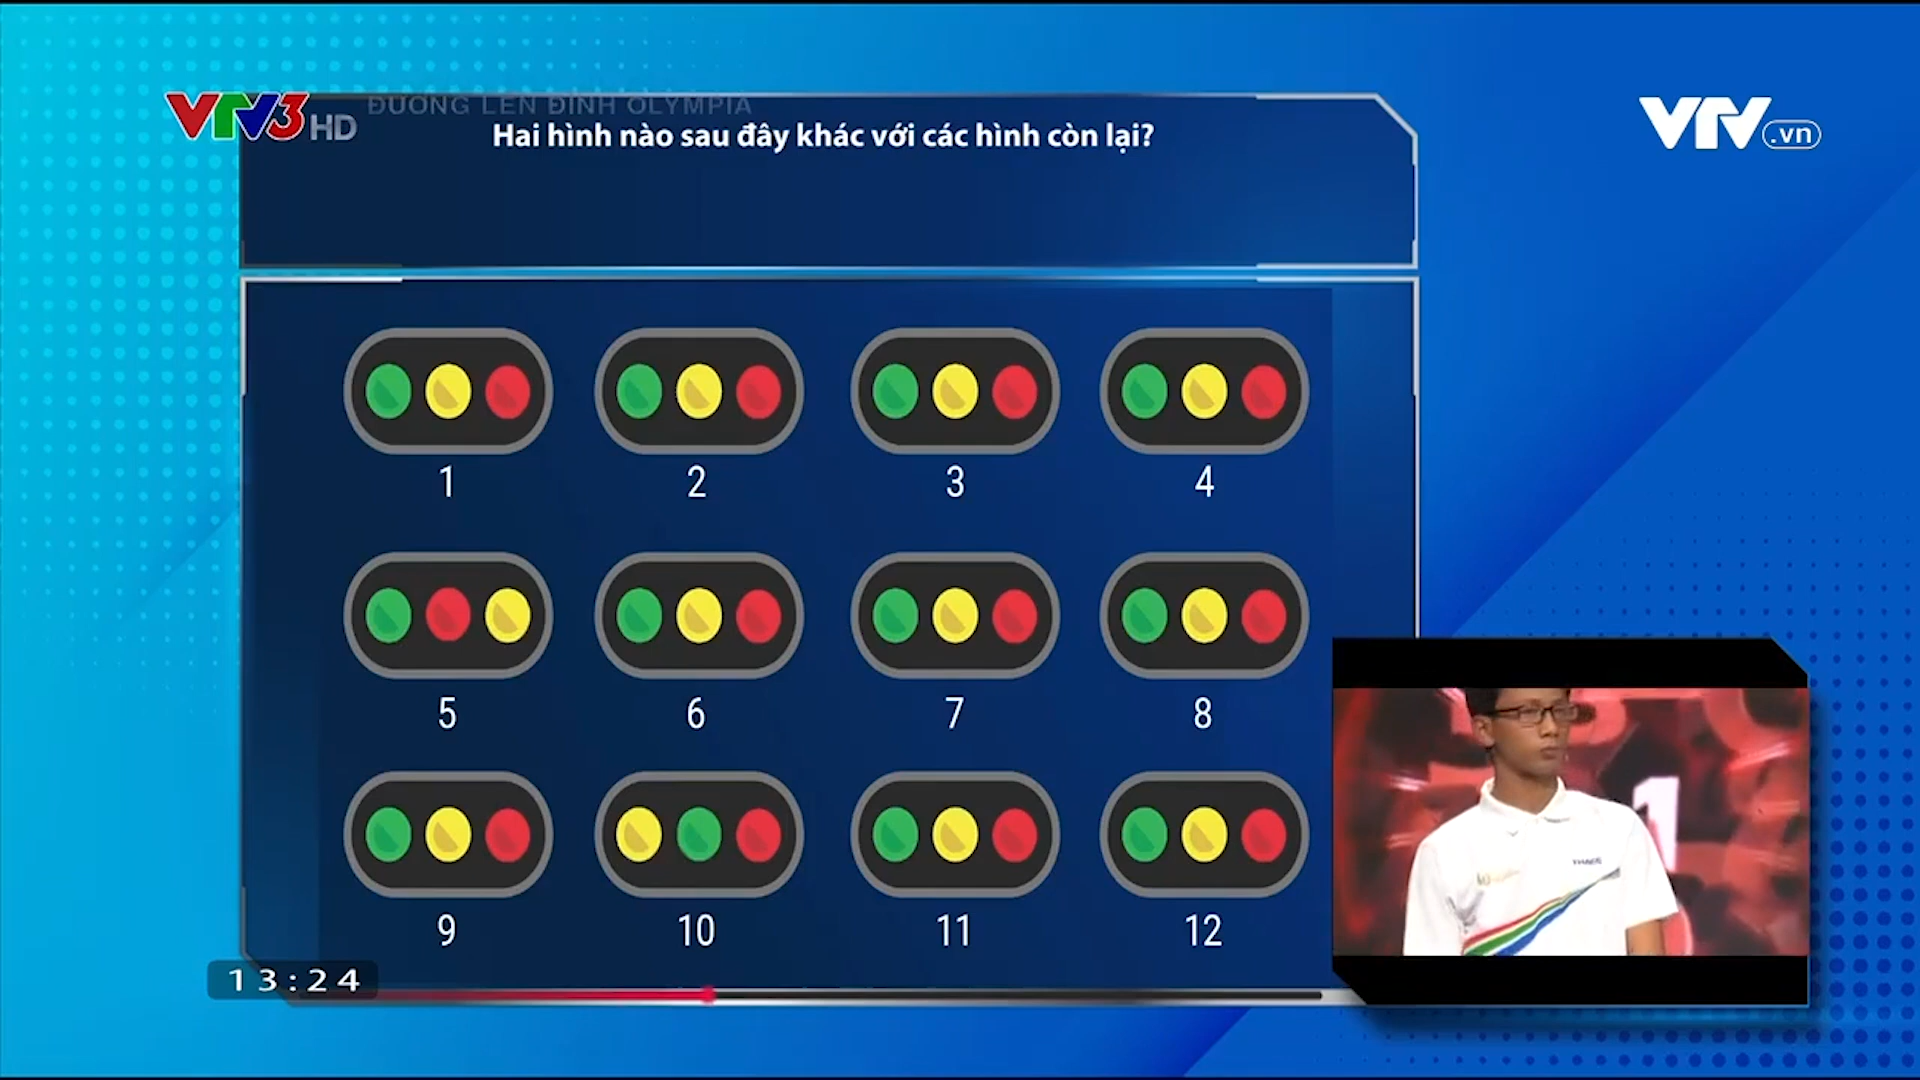 VTV3 HD
ĐƯỜNG LÊN ĐỈNH OLYMPIA
VTV.vn
Hai hình nào sau đây khác với các hình còn lại?
1 2 3 4
5 6 7 8
9 10 11 12
13:24
1